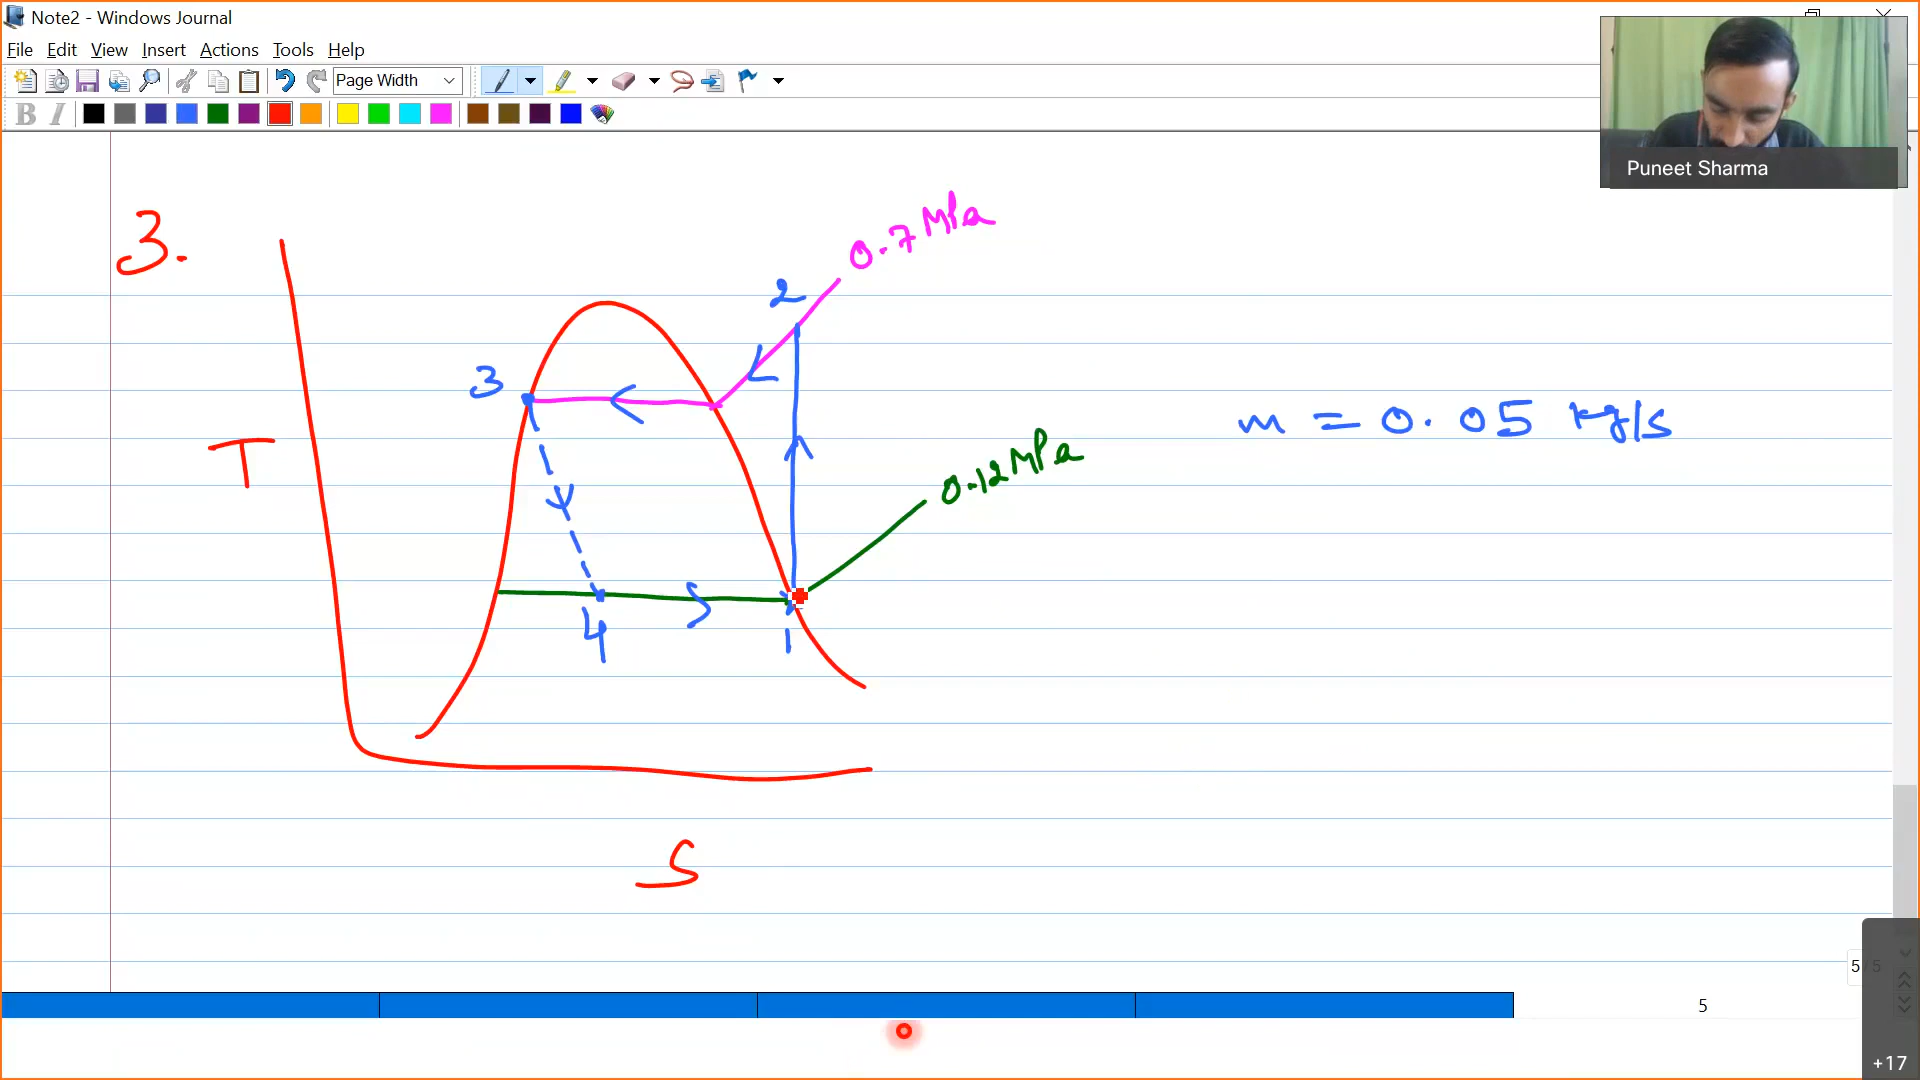 Note2 - Windows Journal
File Edit View Insert Actions Tools Help
Page Width
B I
Puneet Sharma
3.
0.7 MPa
2
3
T
m = 0.05 kg/s
0.12 MPa
4
1
S
5 / 5
5
+17